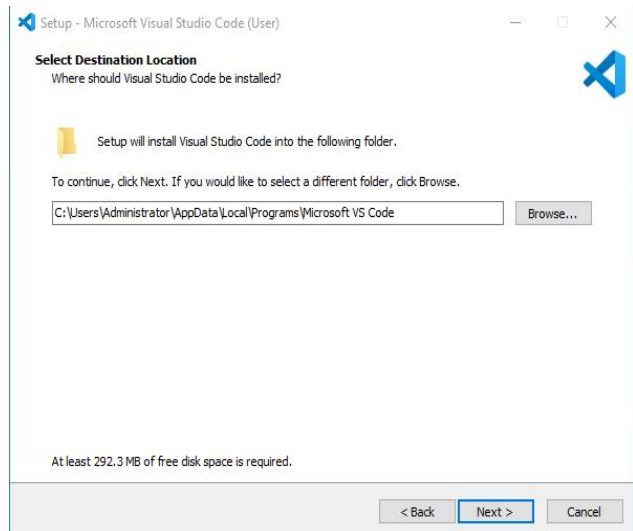 Setup - Microsoft Visual Studio Code (User)
Select Destination Location
Where should Visual Studio Code be installed?
Setup will install Visual Studio Code into the following folder.
To continue, click Next. If you would like to select a different folder, click Browse.
C:\Users\Administrator\AppData\Local\Programs\Microsoft VS Code
Browse...
At least 292.3 MB of free disk space is required.
< Back Next > Cancel